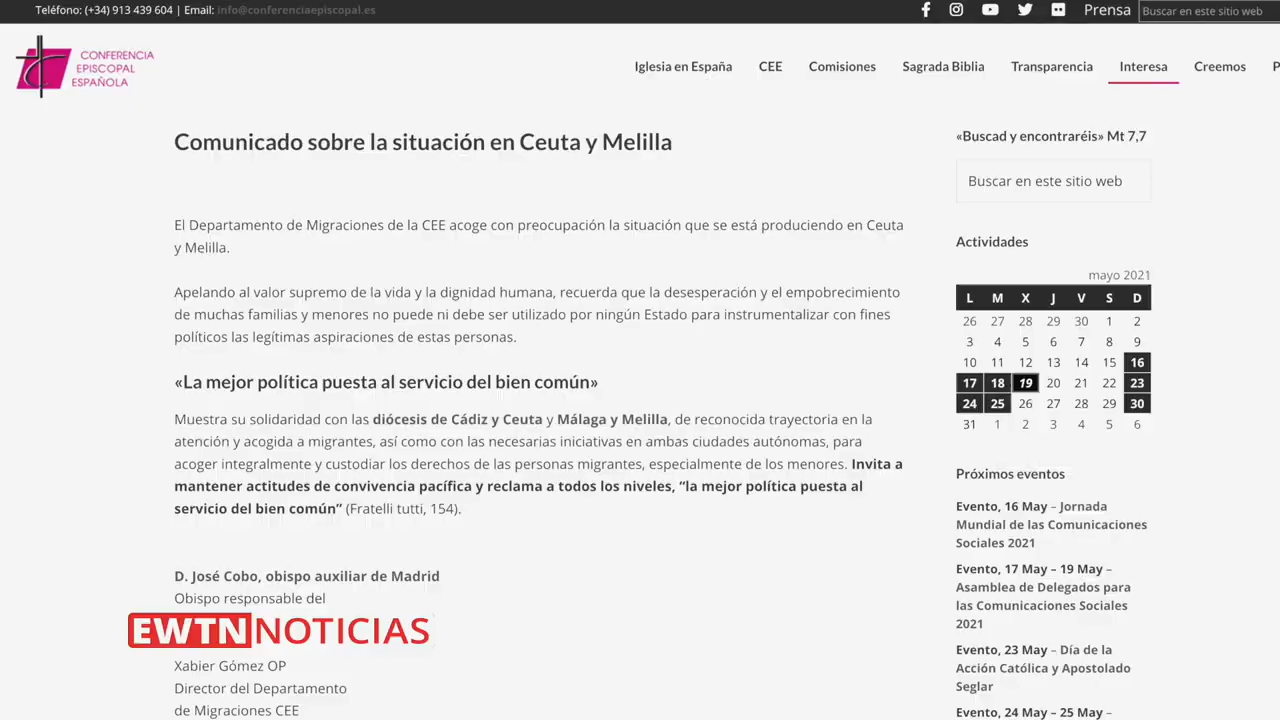 Teléfono: (+34) 913 439 604 | Email: info@conferenciaepiscopal.es
Prensa
Buscar en este sitio web
CONFERENCIA
EPISCOPAL
ESPAÑOLA
Iglesia en España CEE Comisiones Sagrada Biblia Transparencia Interesa Creemos P
Comunicado sobre la situación en Ceuta y Melilla
El Departamento de Migraciones de la CEE acoge con preocupación la situación que se está produciendo en Ceuta
y Melilla.
Apelando al valor supremo de la vida y la dignidad humana, recuerda que la desesperación y el empobrecimiento
de muchas familias y menores no puede ni debe ser utilizado por ningún Estado para instrumentalizar con fines
políticos las legítimas aspiraciones de estas personas.
«La mejor política puesta al servicio del bien común»
Muestra su solidaridad con las diócesis de Cádiz y Ceuta y Málaga y Melilla, de reconocida trayectoria en la
atención y acogida a migrantes, así como con las necesarias iniciativas en ambas ciudades autónomas, para
acoger integralmente y custodiar los derechos de las personas migrantes, especialmente de los menores. Invita a
mantener actitudes de convivencia pacífica y reclama a todos los niveles, “la mejor política puesta al
servicio del bien común” (Fratelli tutti, 154).
D. José Cobo, obispo auxiliar de Madrid
Obispo responsable del
EWTN NOTICIAS
Xabier Gómez OP
Director del Departamento
de Migraciones CEE
«Buscad y encontraréis» Mt 7,7
Buscar en este sitio web
Actividades
mayo 2021
L M X J V S D
26 27 28 29 30 1 2
3 4 5 6 7 8 9
10 11 12 13 14 15 16
17 18 19 20 21 22 23
24 25 26 27 28 29 30
31 1 2 3 4 5 6
Próximos eventos
Evento, 16 May – Jornada
Mundial de las Comunicaciones
Sociales 2021
Evento, 17 May – 19 May –
Asamblea de Delegados para
las Comunicaciones Sociales
2021
Evento, 23 May – Día de la
Acción Católica y Apostolado
Seglar
Evento, 24 May – 25 May –